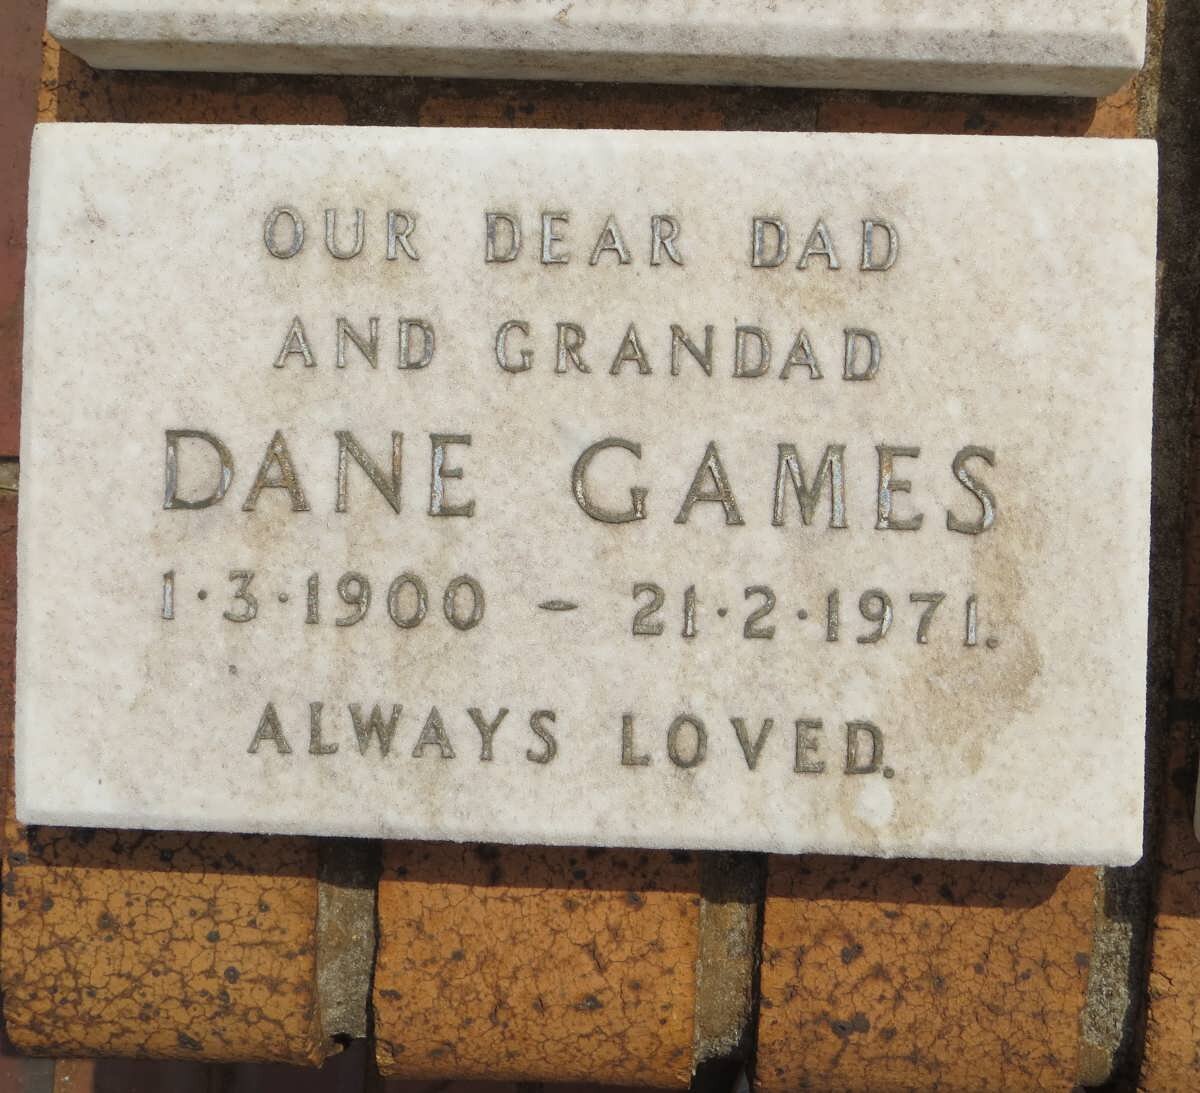 OUR DEAR DAD
AND GRANDAD
DANE GAMES
1·3·1900 – 21·2·1971.
ALWAYS LOVED.